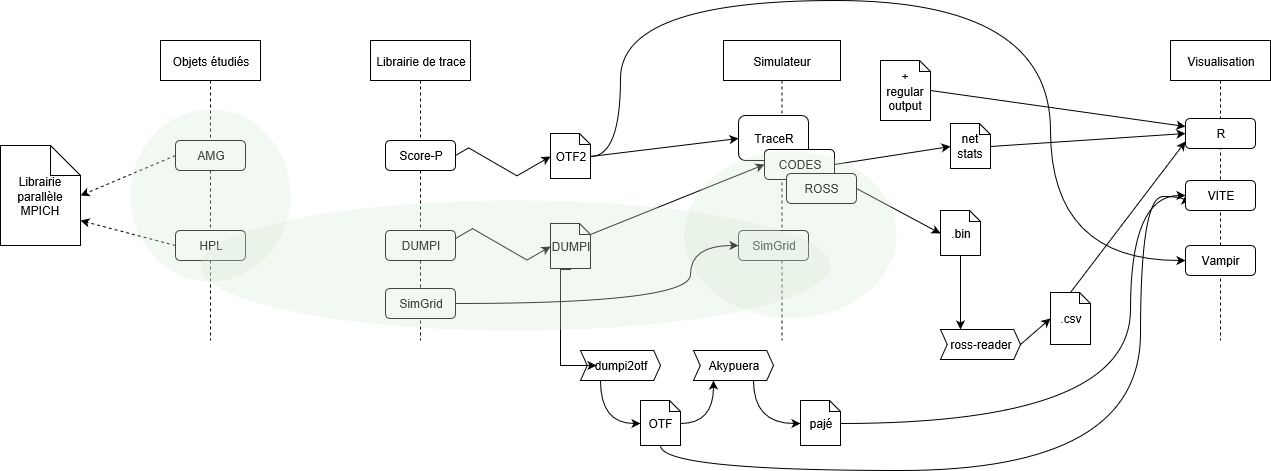 Objets étudiés
Librairie de trace
Simulateur
Visualisation
+
regular
output
Librairie
parallèle
MPICH
AMG
HPL
Score-P
DUMPI
SimGrid
OTF2
DUMPI
TraceR
CODES
ROSS
SimGrid
net
stats
.bin
ross-reader
.csv
R
VITE
Vampir
dumpi2otf
Akypuera
OTF
pajé